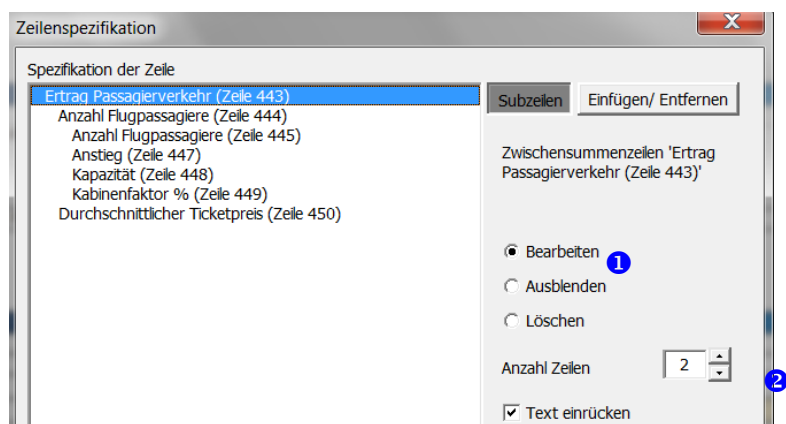 Zeilenspezifikation
X
Spezifikation der Zeile
Ertrag Passagierverkehr (Zeile 443)
Anzahl Flugpassagiere (Zeile 444)
Anzahl Flugpassagiere (Zeile 445)
Anstieg (Zeile 447)
Kapazität (Zeile 448)
Kabinenfaktor % (Zeile 449)
Durchschnittlicher Ticketpreis (Zeile 450)
Subzeilen
Einfügen/ Entfernen
Zwischensummenzeilen 'Ertrag
Passagierverkehr (Zeile 443)'
Bearbeiten
1
Ausblenden
Löschen
Anzahl Zeilen 2
2
Text einrücken